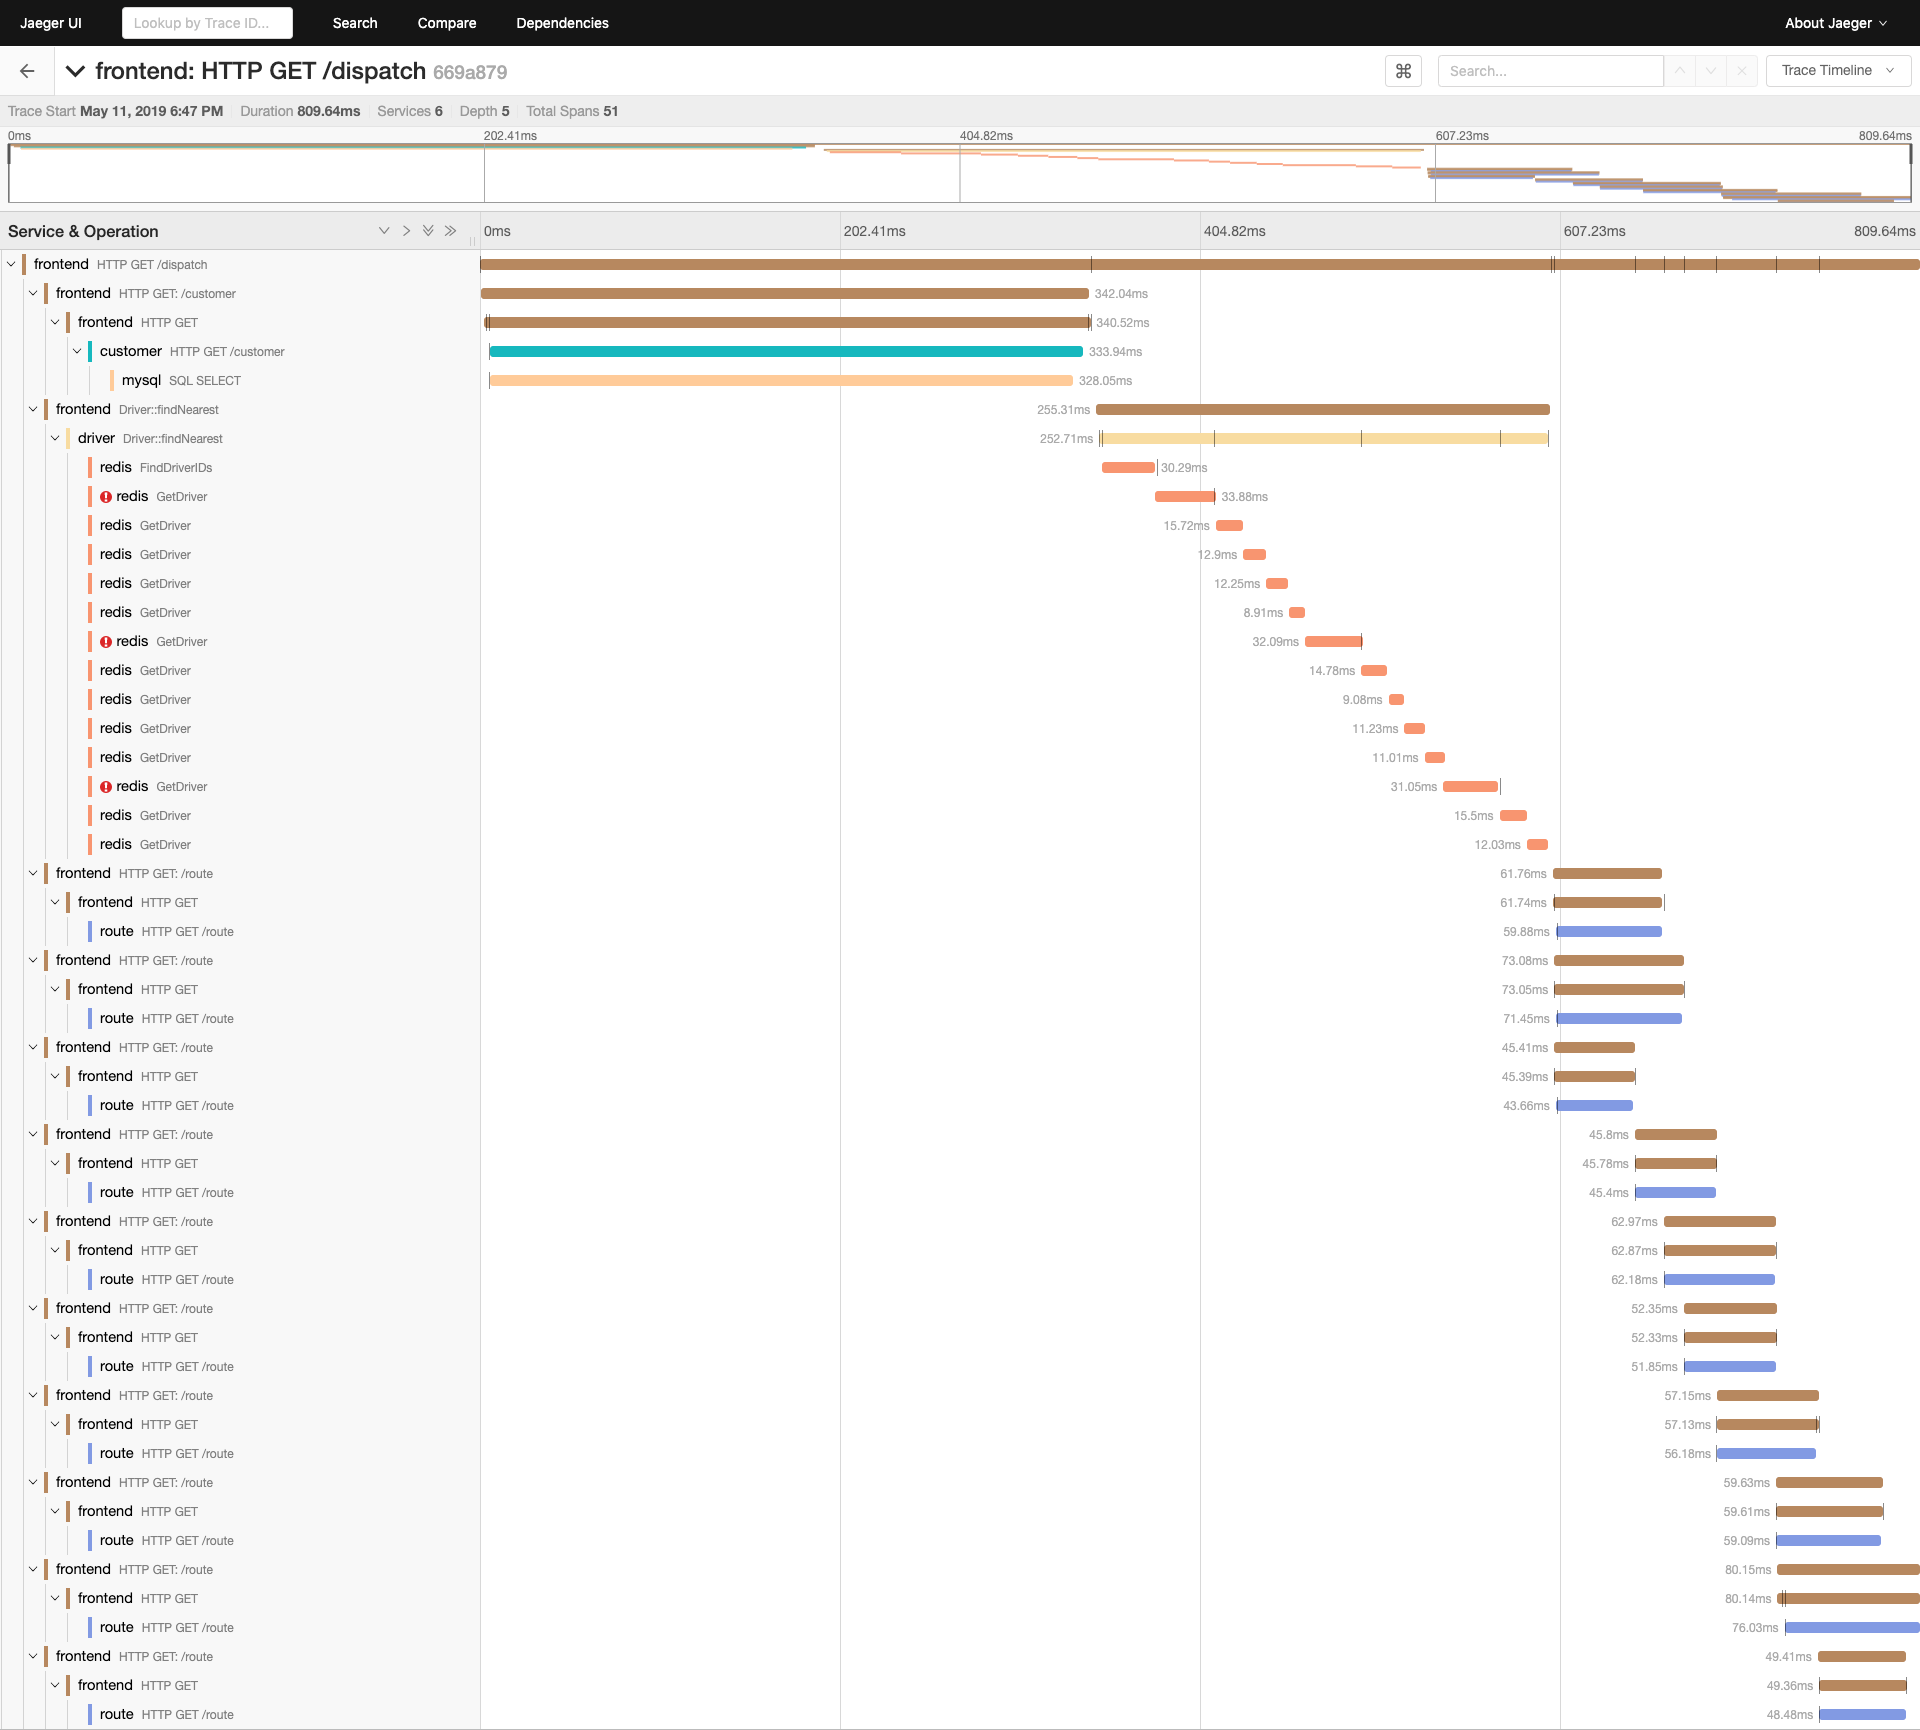 Jaeger UI Lookup by Trace ID... Search Compare Dependencies About Jaeger
frontend: HTTP GET /dispatch 669a879 ⌘ Search... Trace Timeline
Trace Start May 11, 2019 6:47 PM Duration 809.64ms Services 6 Depth 5 Total Spans 51
0ms 202.41ms 404.82ms 607.23ms 809.64ms
Service & Operation 0ms 202.41ms 404.82ms 607.23ms 809.64ms
frontend HTTP GET /dispatch
frontend HTTP GET: /customer 342.04ms
frontend HTTP GET 340.52ms
customer HTTP GET /customer 333.94ms
mysql SQL SELECT 328.05ms
frontend Driver::findNearest 255.31ms
driver Driver::findNearest 252.71ms
redis FindDriverIDs 30.29ms
redis GetDriver 33.88ms
redis GetDriver 15.72ms
redis GetDriver 12.9ms
redis GetDriver 12.25ms
redis GetDriver 8.91ms
redis GetDriver 32.09ms
redis GetDriver 14.78ms
redis GetDriver 9.08ms
redis GetDriver 11.23ms
redis GetDriver 11.01ms
redis GetDriver 31.05ms
redis GetDriver 15.5ms
redis GetDriver 12.03ms
frontend HTTP GET: /route 61.76ms
frontend HTTP GET 61.74ms
route HTTP GET /route 59.88ms
frontend HTTP GET: /route 73.08ms
frontend HTTP GET 73.05ms
route HTTP GET /route 71.45ms
frontend HTTP GET: /route 45.41ms
frontend HTTP GET 45.39ms
route HTTP GET /route 43.66ms
frontend HTTP GET: /route 45.8ms
frontend HTTP GET 45.78ms
route HTTP GET /route 45.4ms
frontend HTTP GET: /route 62.97ms
frontend HTTP GET 62.87ms
route HTTP GET /route 62.18ms
frontend HTTP GET: /route 52.35ms
frontend HTTP GET 52.33ms
route HTTP GET /route 51.85ms
frontend HTTP GET: /route 57.15ms
frontend HTTP GET 57.13ms
route HTTP GET /route 56.18ms
frontend HTTP GET: /route 59.63ms
frontend HTTP GET 59.61ms
route HTTP GET /route 59.09ms
frontend HTTP GET: /route 80.15ms
frontend HTTP GET 80.14ms
route HTTP GET /route 76.03ms
frontend HTTP GET: /route 49.41ms
frontend HTTP GET 49.36ms
route HTTP GET /route 48.48ms